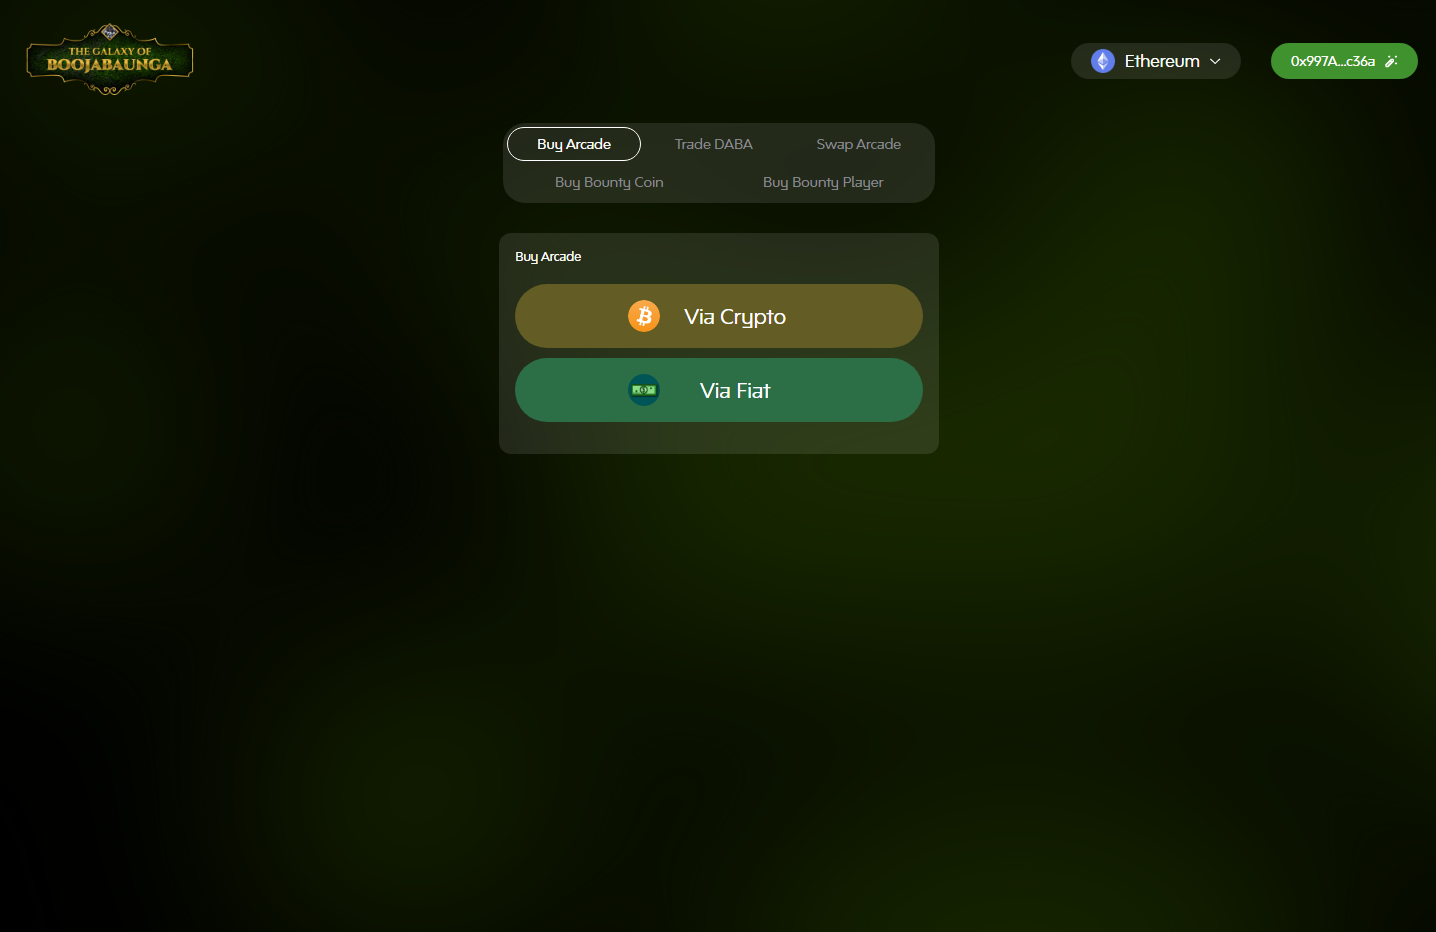 THE GALAXY OF
BOOJABAUNGA
Ethereum
0x997A...c36a
Buy Arcade
Trade DABA
Swap Arcade
Buy Bounty Coin
Buy Bounty Player
Buy Arcade
Via Crypto
Via Fiat